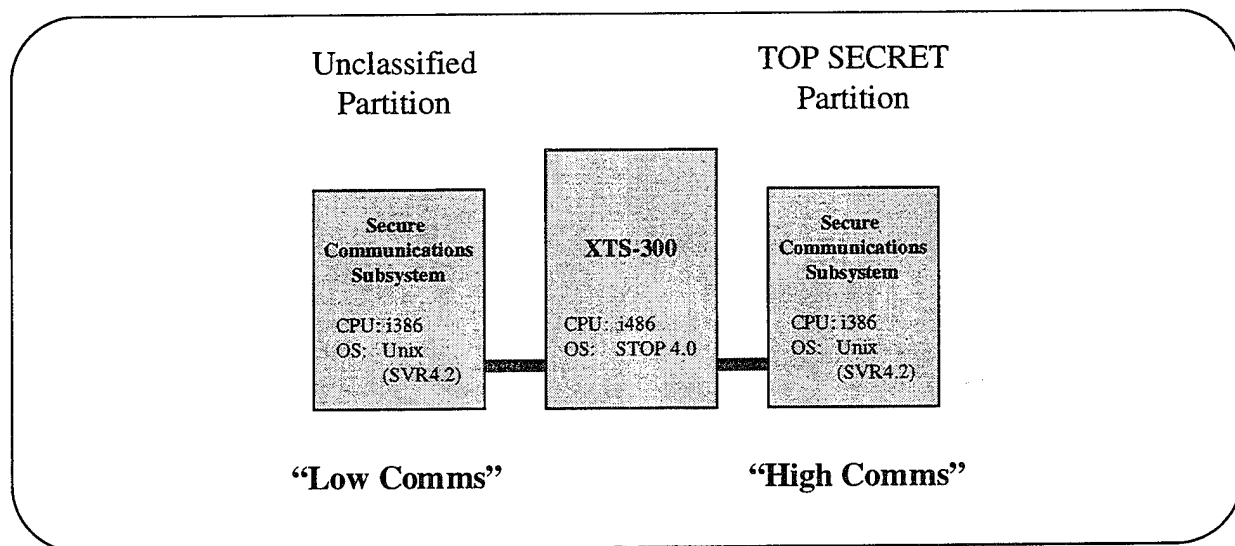 Unclassified
Partition
TOP SECRET
Partition
Secure
Communications
Subsystem
CPU: i386
OS: Unix
(SVR4.2)
XTS-300
CPU: i486
OS: STOP 4.0
Secure
Communications
Subsystem
CPU: i386
OS: Unix
(SVR4.2)
“Low Comms”
“High Comms”